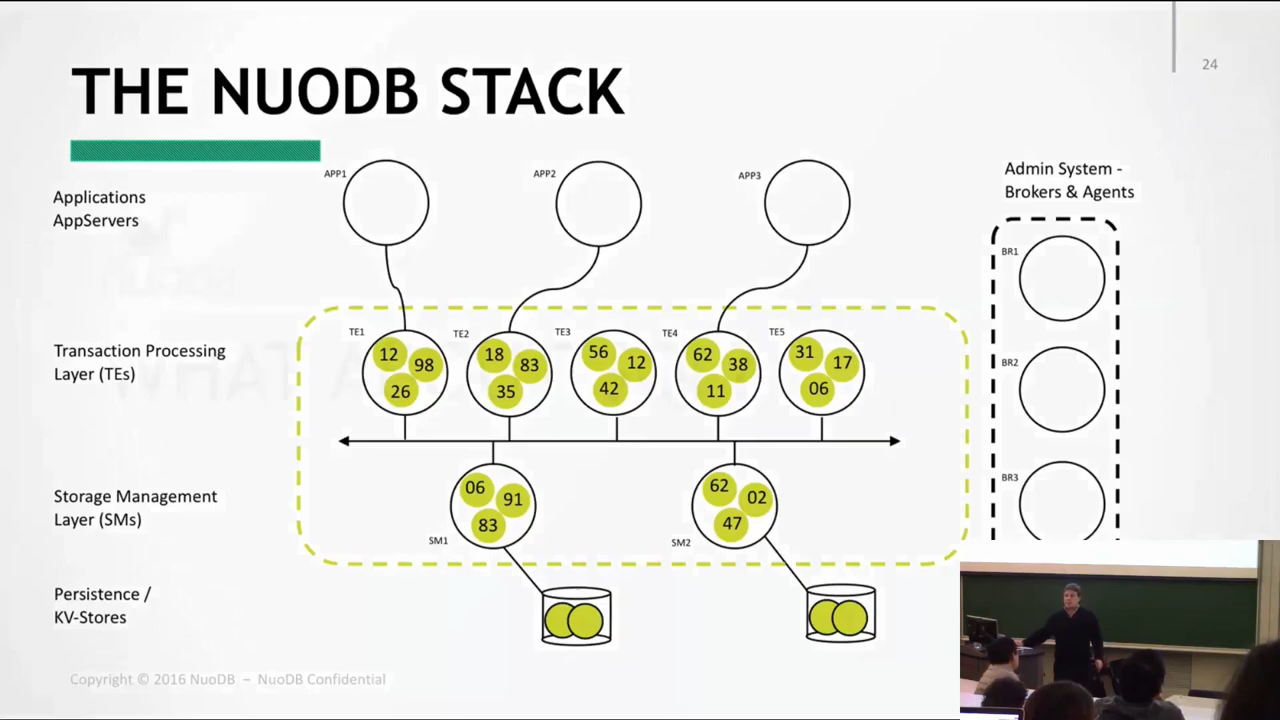 24
THE NUODB STACK
Applications
AppServers
APP1
APP2
APP3
Admin System -
Brokers & Agents
BR1
BR2
BR3
Transaction Processing
Layer (TEs)
TE1
12
98
26
TE2
18
83
35
TE3
56
12
42
TE4
62
38
11
TE5
31
17
06
Storage Management
Layer (SMs)
SM1
06
91
83
SM2
62
02
47
Persistence /
KV-Stores
Copyright © 2016 NuoDB – NuoDB Confidential